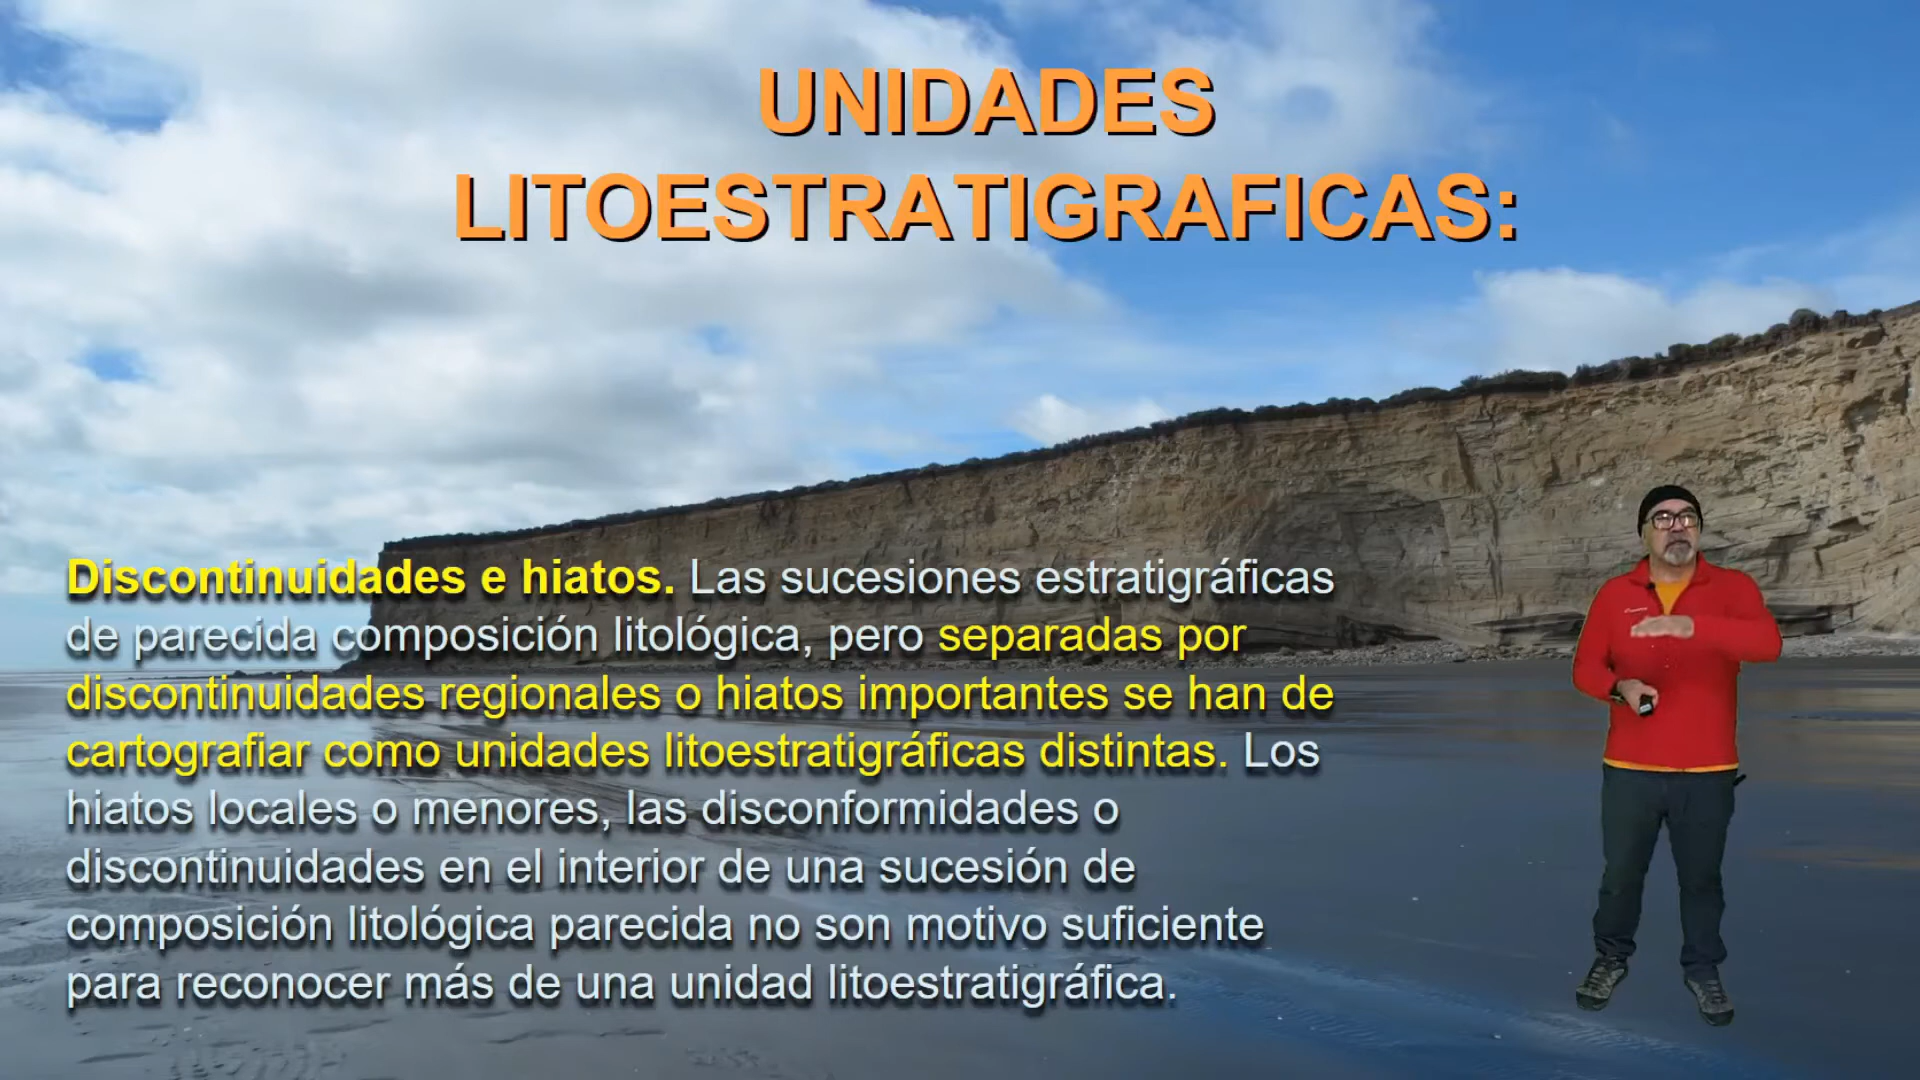 UNIDADES
LITOESTRATIGRAFICAS:
Discontinuidades e hiatos. Las sucesiones estratigráficas
de parecida composición litológica, pero separadas por
discontinuidades regionales o hiatos importantes se han de
cartografiar como unidades litoestratigráficas distintas. Los
hiatos locales o menores, las disconformidades o
discontinuidades en el interior de una sucesión de
composición litológica parecida no son motivo suficiente
para reconocer más de una unidad litoestratigráfica.